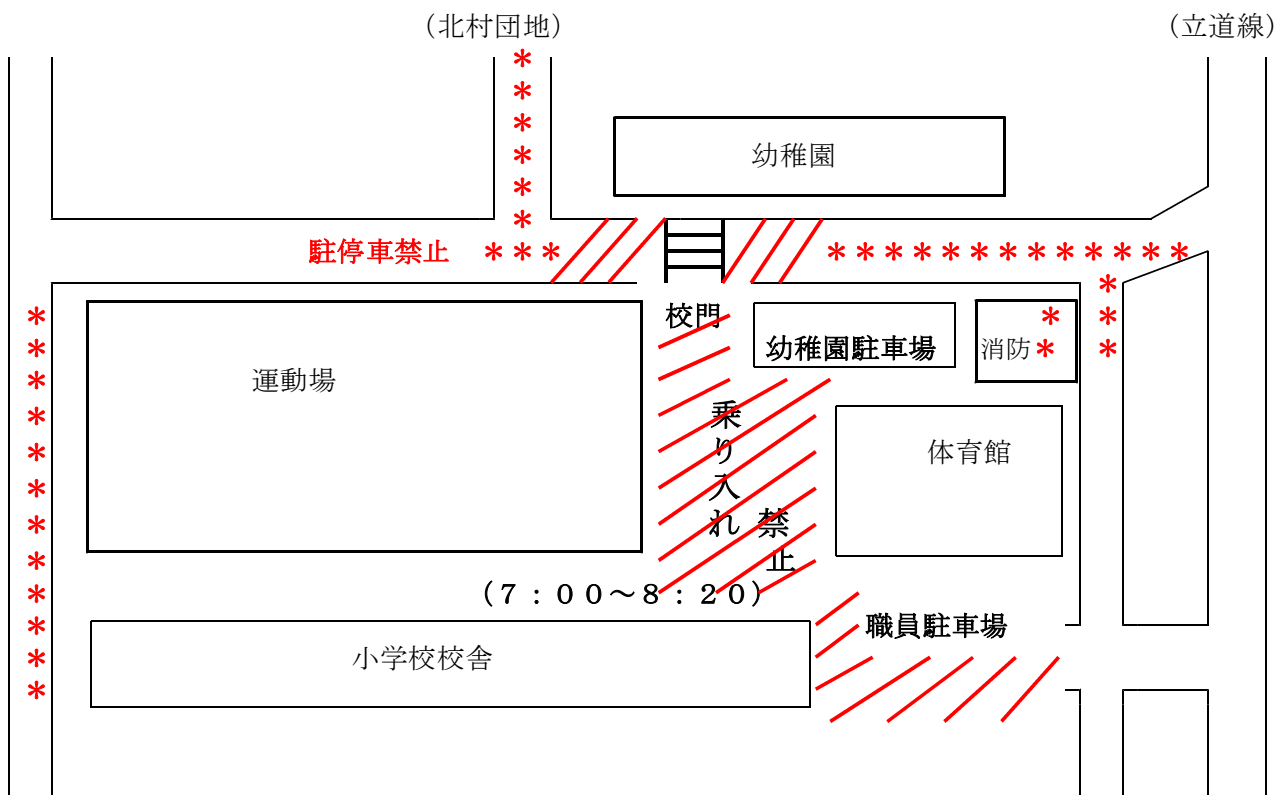 （北村団地）
（立道線）
幼稚園
駐停車禁止
校門
幼稚園駐車場
消防
運動場
乗り入れ
禁止
体育館
（７：００～８：２０）
職員駐車場
小学校校舎